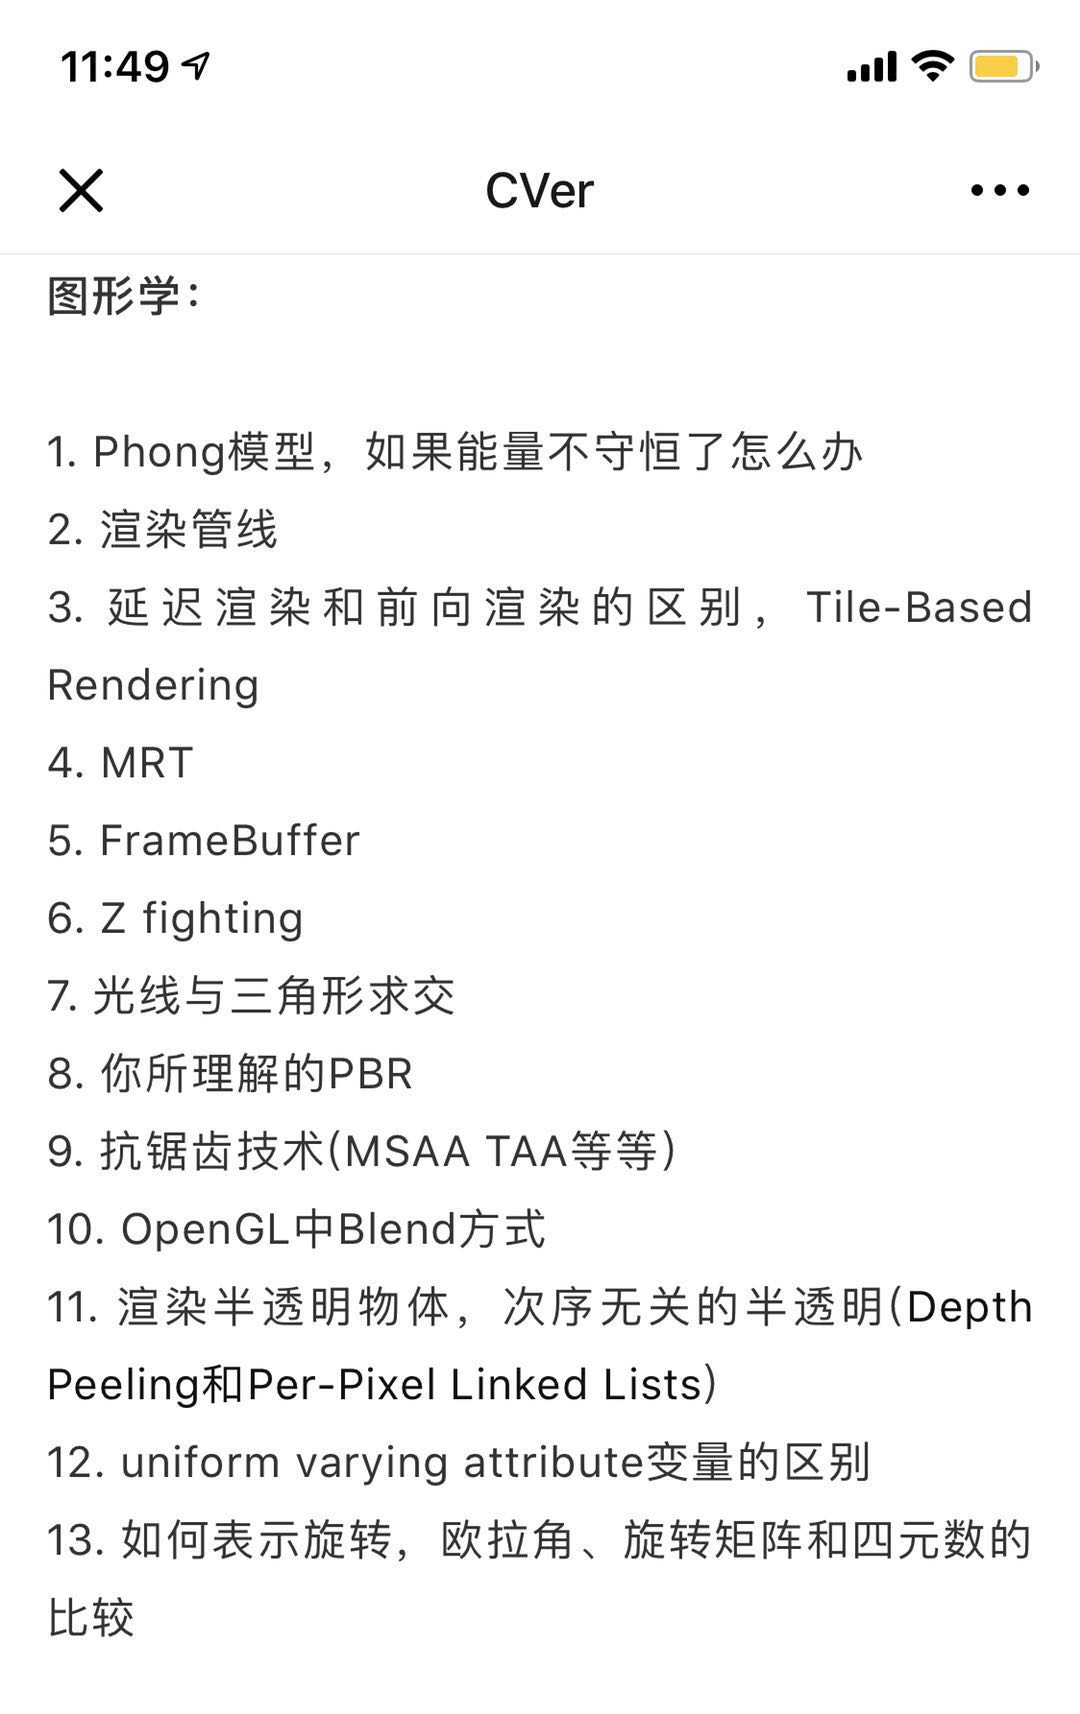 11:49
CVer
图形学：
1. Phong模型，如果能量不守恒了怎么办
2. 渲染管线
3. 延迟渲染和前向渲染的区别，Tile-Based
Rendering
4. MRT
5. FrameBuffer
6. Z fighting
7. 光线与三角形求交
8. 你所理解的PBR
9. 抗锯齿技术(MSAA TAA等等)
10. OpenGL中Blend方式
11. 渲染半透明物体，次序无关的半透明(Depth
Peeling和Per-Pixel Linked Lists)
12. uniform varying attribute变量的区别
13. 如何表示旋转，欧拉角、旋转矩阵和四元数的
比较